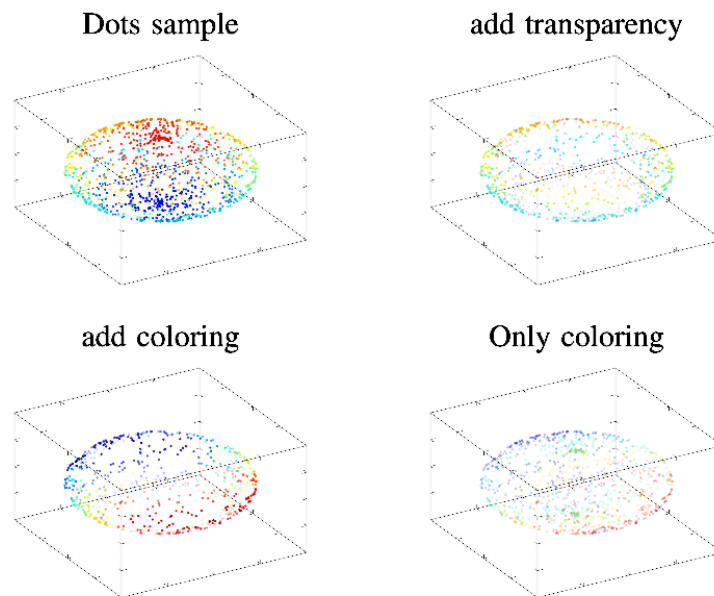 Dots sample
add transparency
add coloring
Only coloring